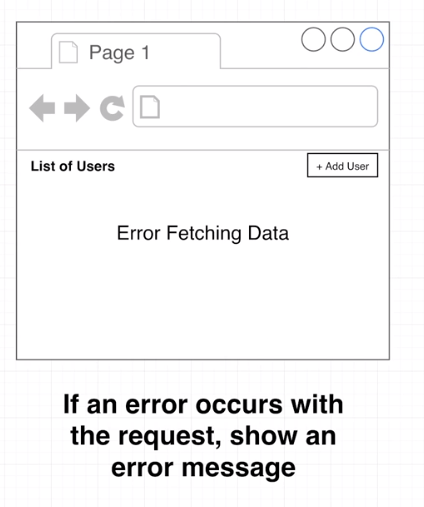 Page 1
List of Users
+ Add User
Error Fetching Data
If an error occurs with
the request, show an
error message